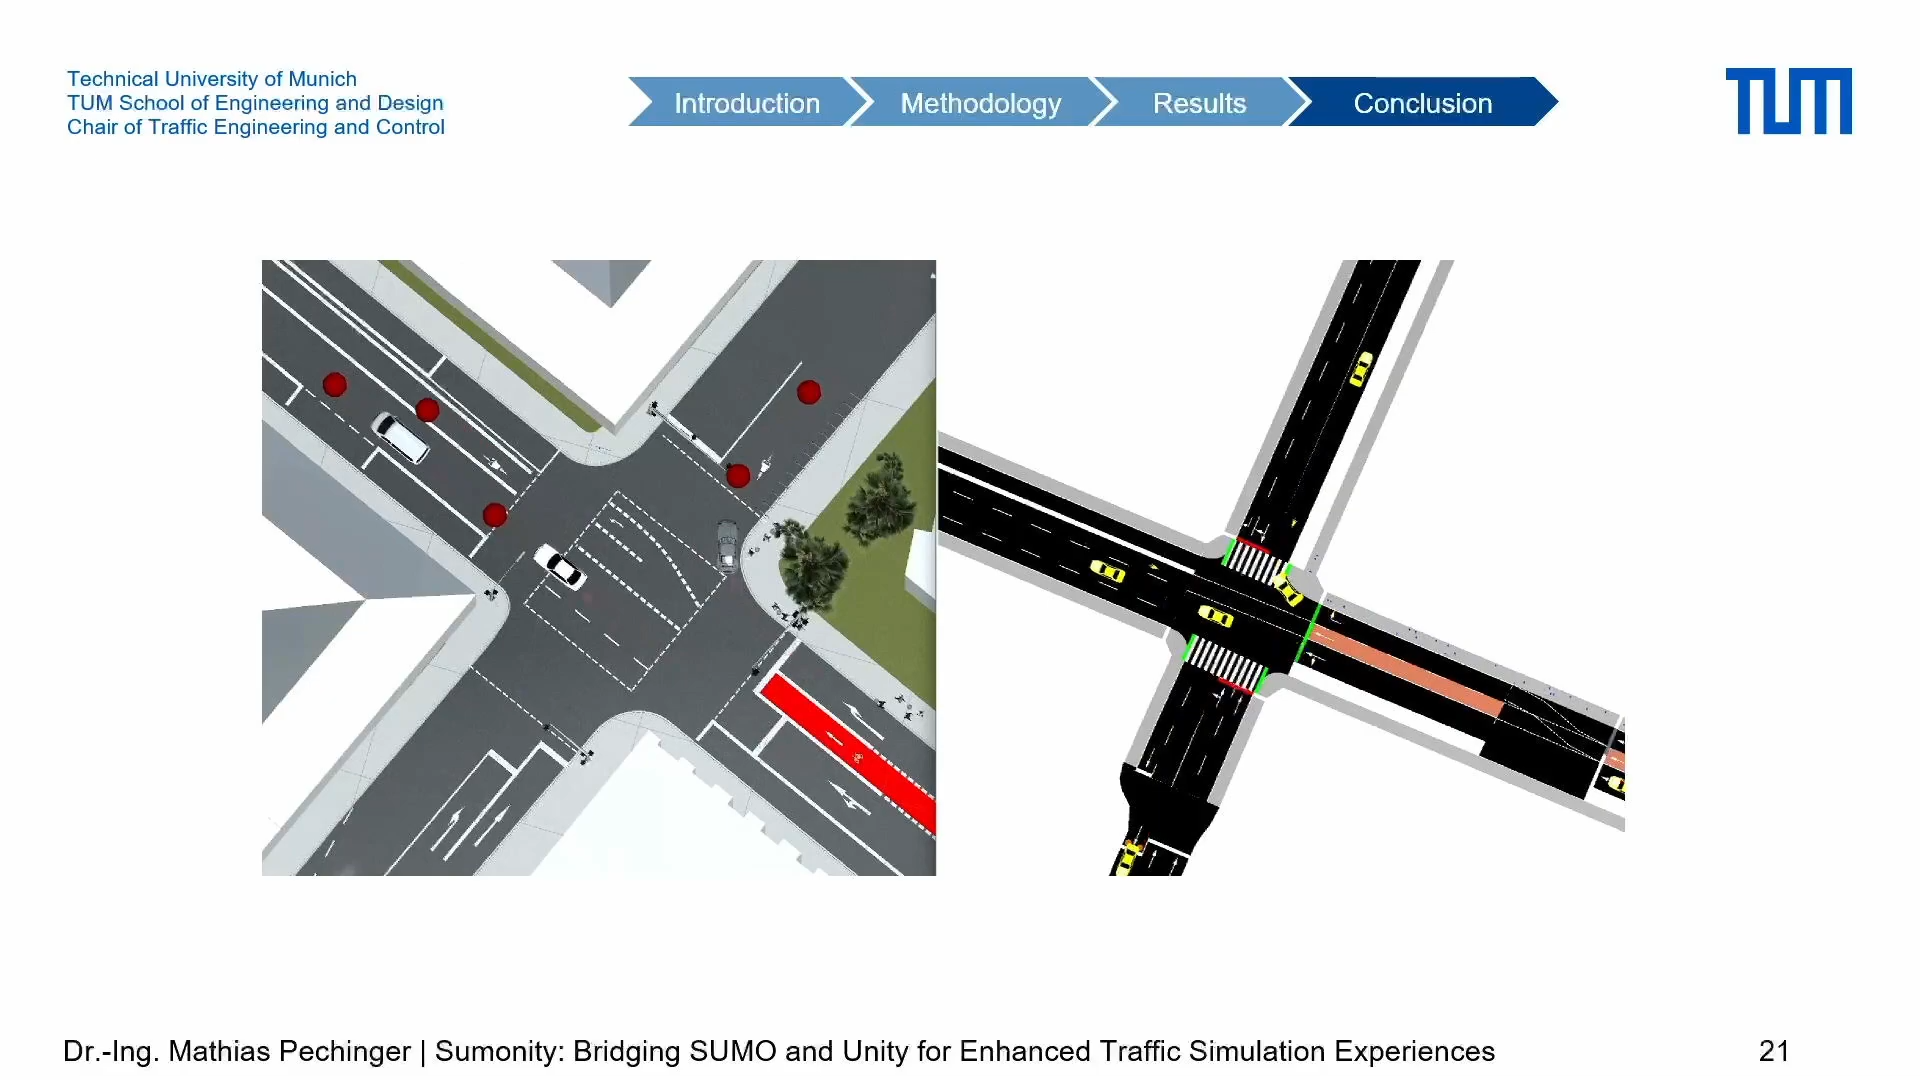 Technical University of Munich
TUM School of Engineering and Design
Chair of Traffic Engineering and Control
Introduction
Methodology
Results
Conclusion
TUM
Dr.-Ing. Mathias Pechinger | Sumonity: Bridging SUMO and Unity for Enhanced Traffic Simulation Experiences
21